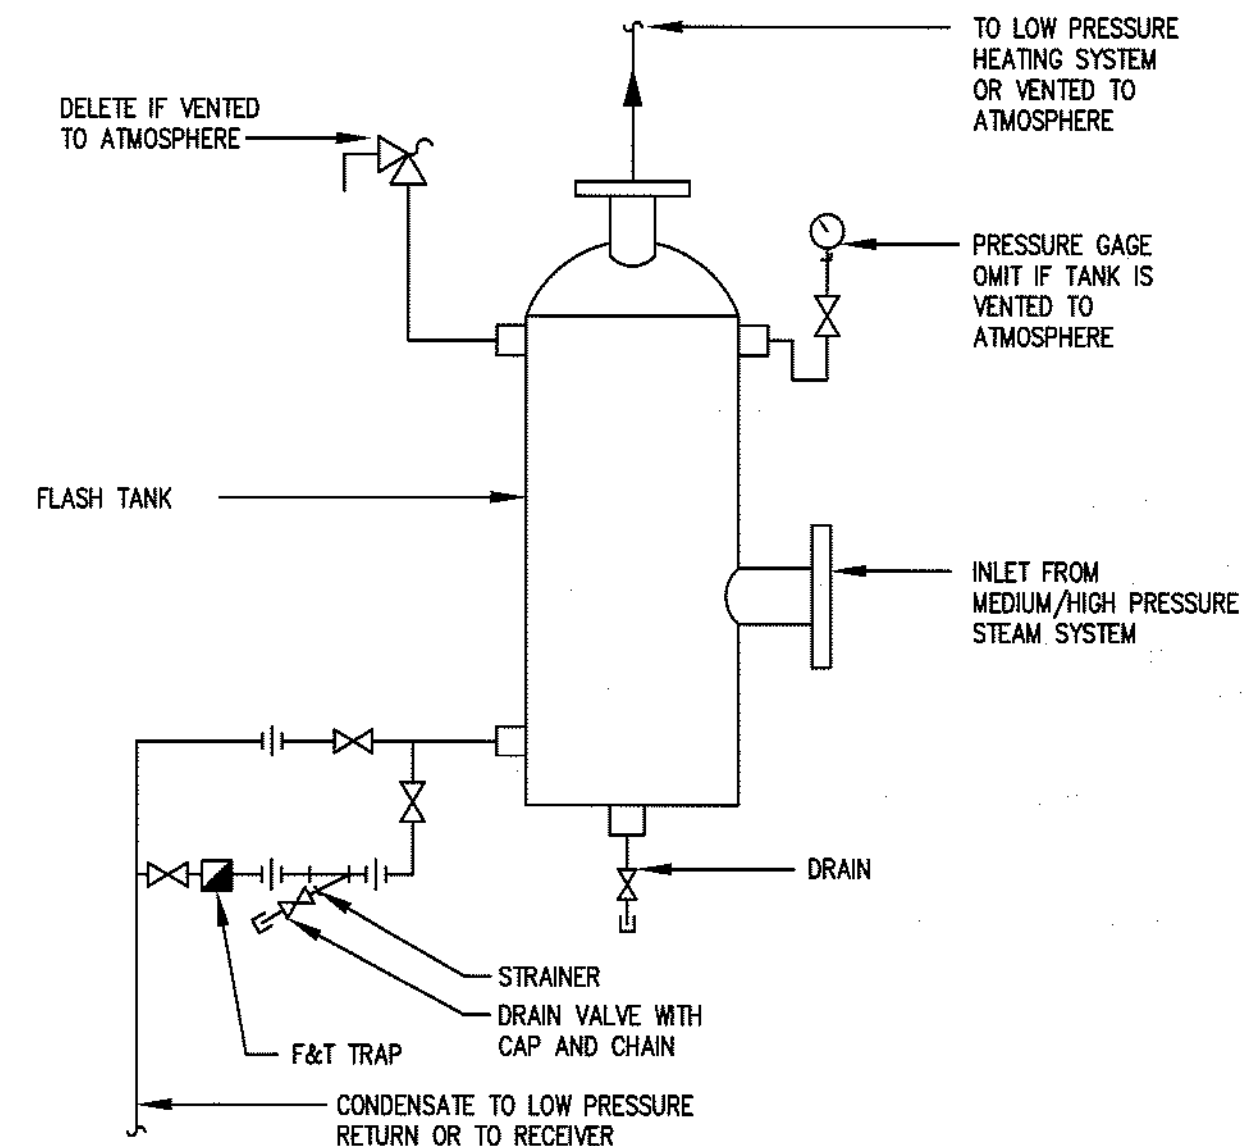 TO LOW PRESSURE
HEATING SYSTEM
OR VENTED TO
ATMOSPHERE
DELETE IF VENTED
TO ATMOSPHERE
PRESSURE GAGE
OMIT IF TANK IS
VENTED TO
ATMOSPHERE
FLASH TANK
INLET FROM
MEDIUM/HIGH PRESSURE
STEAM SYSTEM
DRAIN
STRAINER
DRAIN VALVE WITH
CAP AND CHAIN
F&T TRAP
CONDENSATE TO LOW PRESSURE
RETURN OR TO RECEIVER